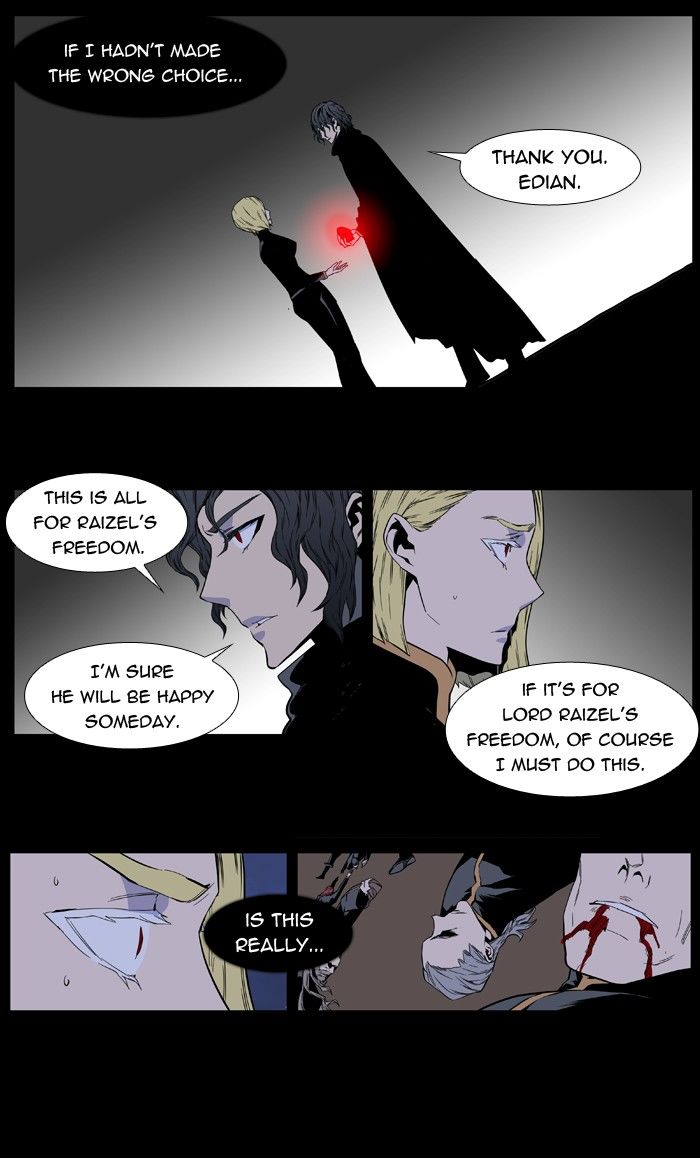 IF I HADN'T MADE
THE WRONG CHOICE...
THANK YOU.
EDIAN.
THIS IS ALL
FOR RAIZEL'S
FREEDOM.
I'M SURE
HE WILL BE HAPPY
SOMEDAY.
IF IT'S FOR
LORD RAIZEL'S
FREEDOM, OF COURSE
I MUST DO THIS.
IS THIS
REALLY...